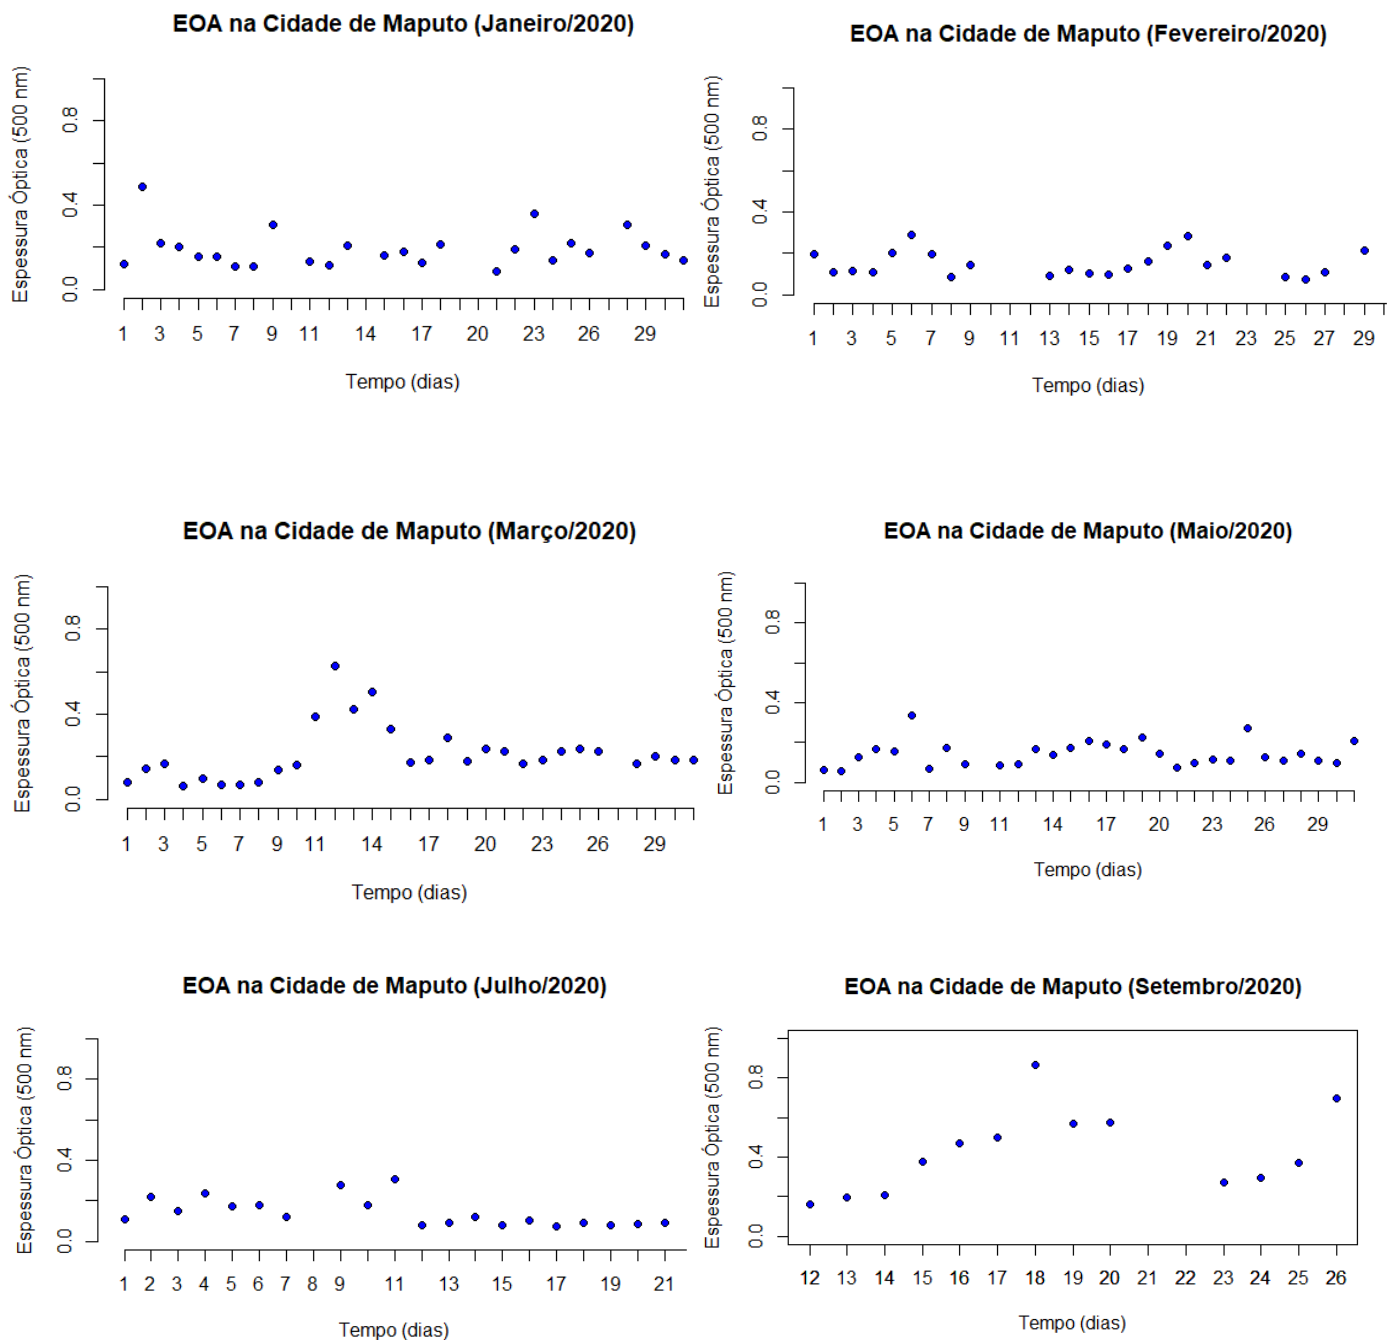 EOA na Cidade de Maputo (Janeiro/2020)
Espessura Óptica (500 nm)
0.0 0.4 0.8
1 3 5 7 9 11 14 17 20 23 26 29
Tempo (dias)
EOA na Cidade de Maputo (Fevereiro/2020)
Espessura Óptica (500 nm)
0.0 0.4 0.8
1 3 5 7 9 11 13 15 17 19 21 23 25 27 29
Tempo (dias)
EOA na Cidade de Maputo (Março/2020)
Espessura Óptica (500 nm)
0.0 0.4 0.8
1 3 5 7 9 11 14 17 20 23 26 29
Tempo (dias)
EOA na Cidade de Maputo (Maio/2020)
Espessura Óptica (500 nm)
0.0 0.4 0.8
1 3 5 7 9 11 14 17 20 23 26 29
Tempo (dias)
EOA na Cidade de Maputo (Julho/2020)
Espessura Óptica (500 nm)
0.0 0.4 0.8
1 2 3 4 5 6 7 8 9 11 13 15 17 19 21
Tempo (dias)
EOA na Cidade de Maputo (Setembro/2020)
Espessura Óptica (500 nm)
0.0 0.4 0.8
12 13 14 15 16 17 18 19 20 21 22 23 24 25 26
Tempo (dias)